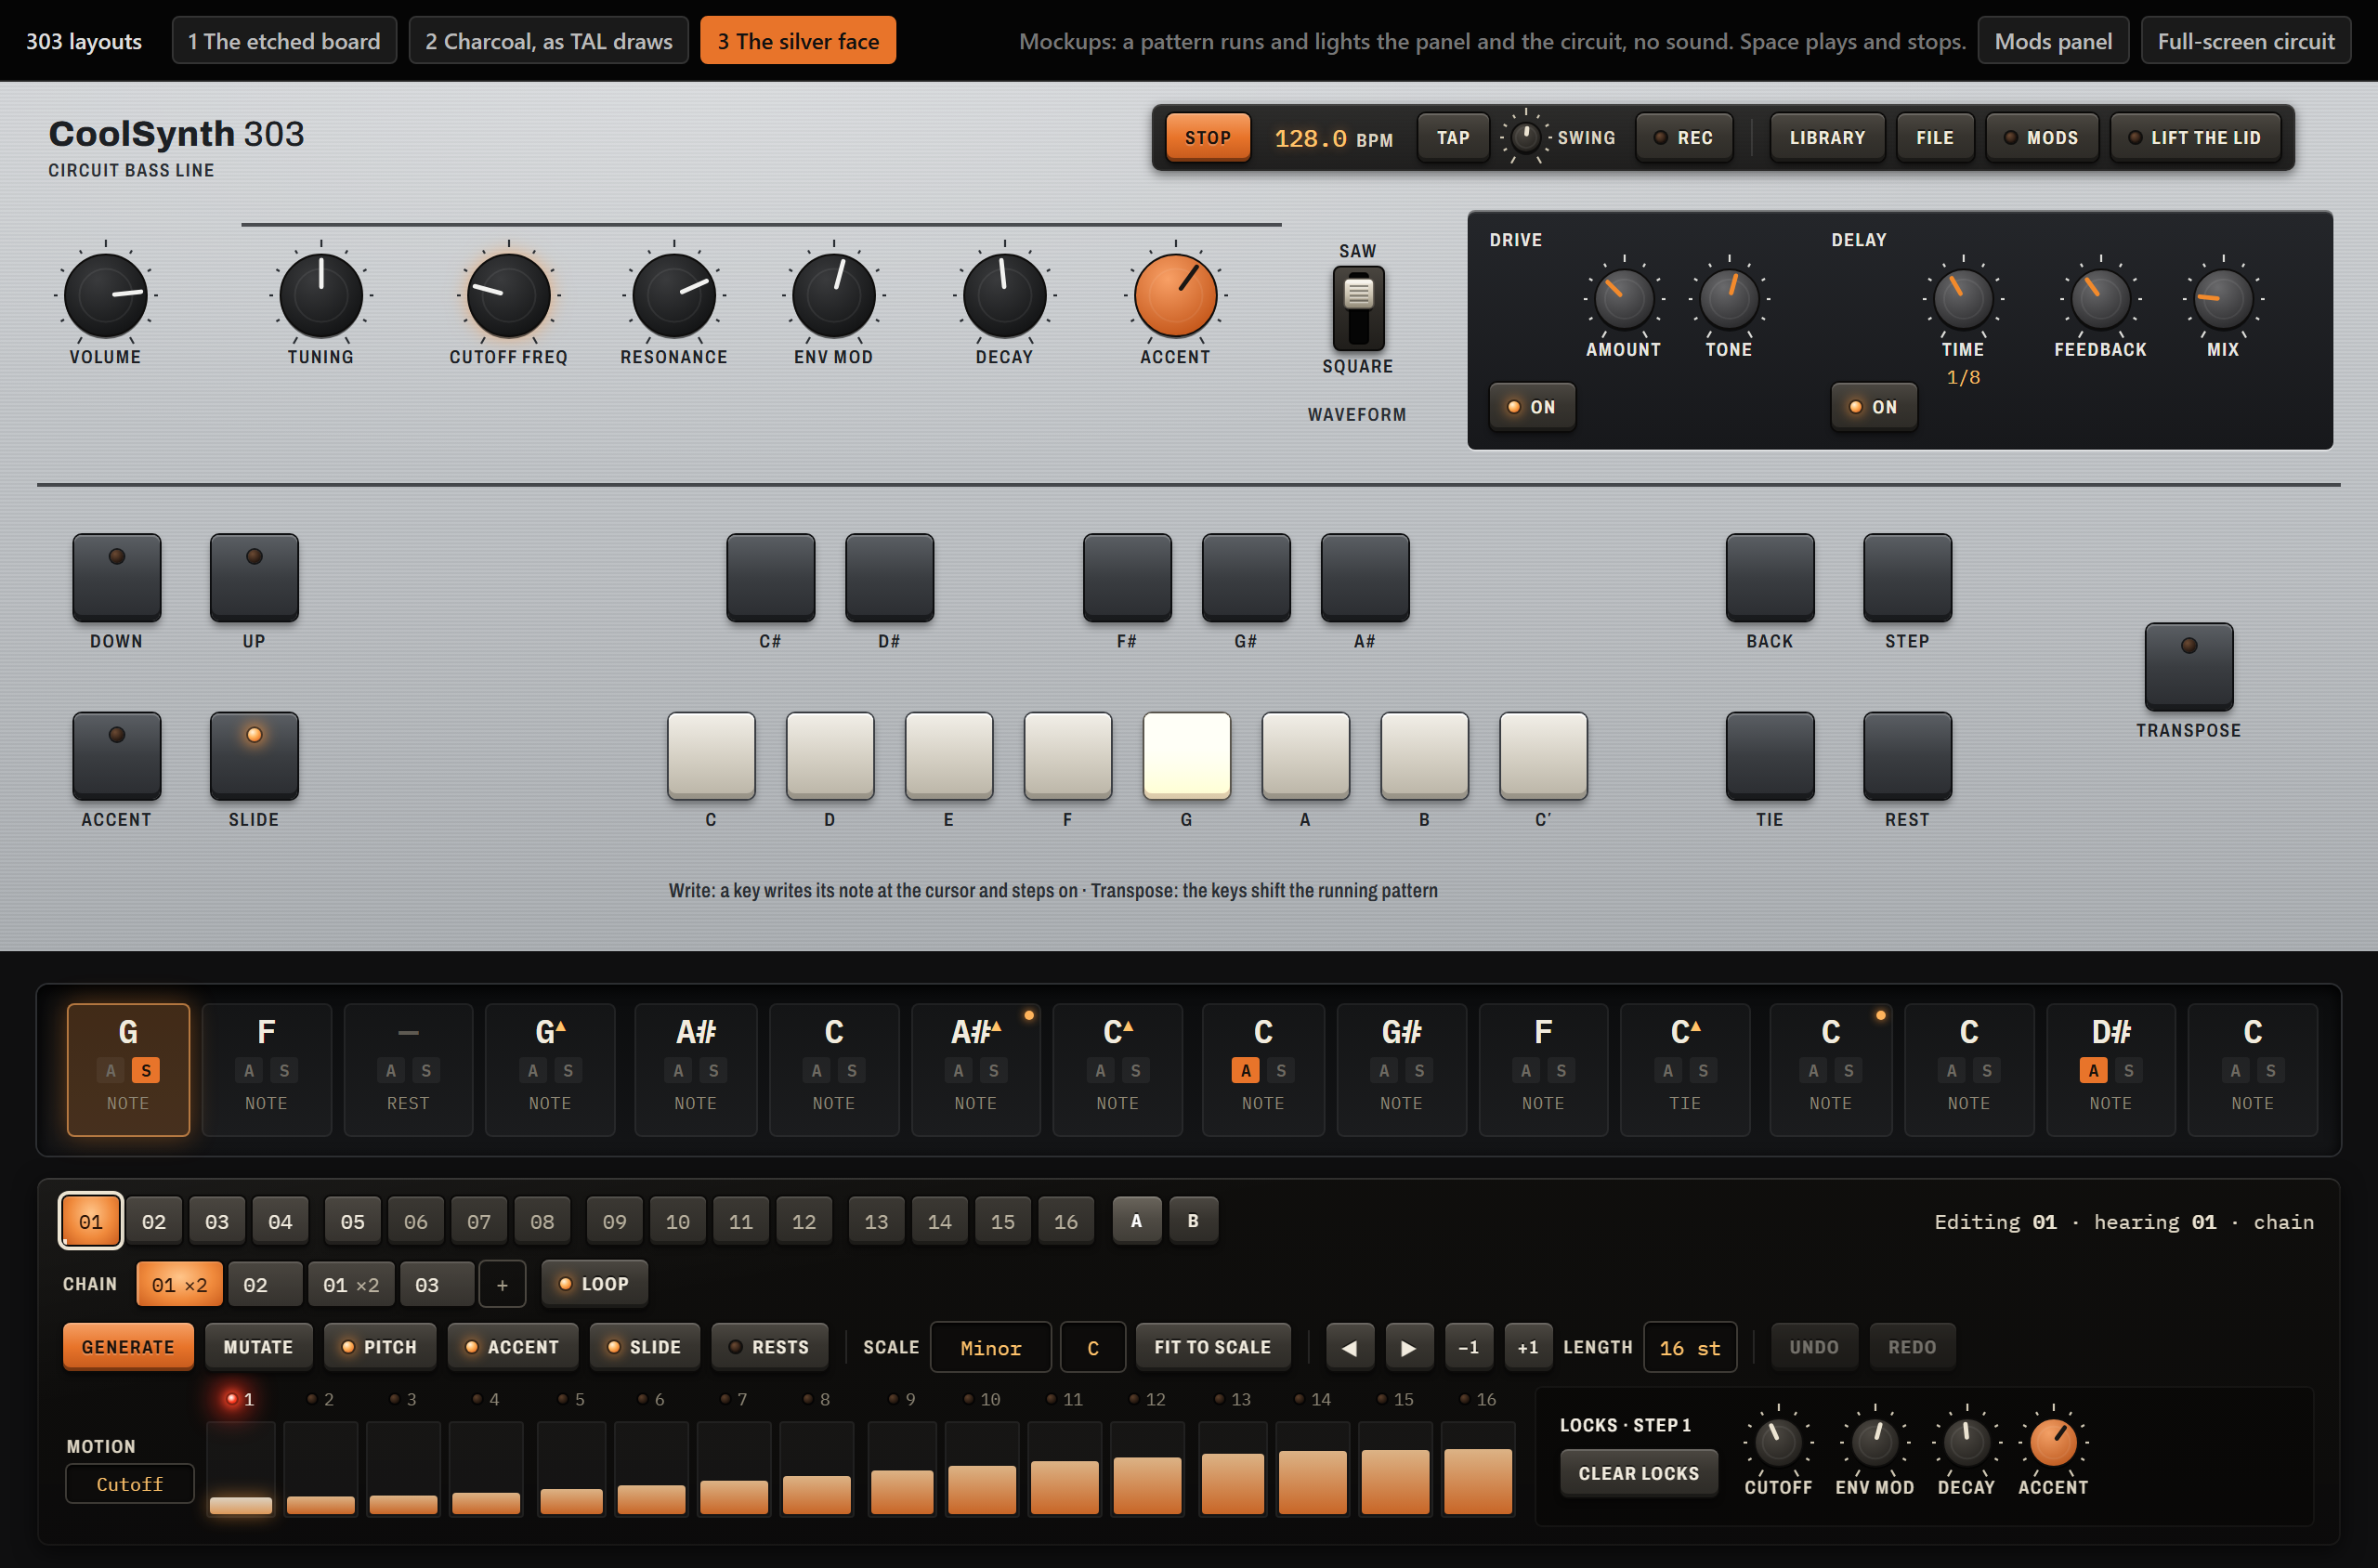 303 layouts 1 The etched board 2 Charcoal, as TAL draws 3 The silver face Mockups: a pattern runs and lights the panel and the circuit, no sound. Space plays and stops. Mods panel Full-screen circuit
CoolSynth 303
CIRCUIT BASS LINE
STOP 128.0 BPM TAP SWING REC LIBRARY FILE MODS LIFT THE LID
VOLUME TUNING CUTOFF FREQ RESONANCE ENV MOD DECAY ACCENT
SAW
SQUARE
WAVEFORM
DRIVE DELAY
AMOUNT TONE TIME FEEDBACK MIX
1/8
ON ON
DOWN UP C# D# F# G# A# BACK STEP
TRANSPOSE
ACCENT SLIDE C D E F G A B C' TIE REST
Write: a key writes its note at the cursor and steps on · Transpose: the keys shift the running pattern
G F — G▲ A# C A#▲ C▲ C G# F C▲ C C D# C
A S A S A S A S A S A S A S A S A S A S A S A S A S A S A S A S
NOTE NOTE REST NOTE NOTE NOTE NOTE NOTE NOTE NOTE NOTE TIE NOTE NOTE NOTE NOTE
01 02 03 04 05 06 07 08 09 10 11 12 13 14 15 16 A B Editing 01 · hearing 01 · chain
CHAIN 01 ×2 02 01 ×2 03 + LOOP
GENERATE MUTATE PITCH ACCENT SLIDE RESTS SCALE Minor C FIT TO SCALE ◀ ▶ −1 +1 LENGTH 16 st UNDO REDO
1 2 3 4 5 6 7 8 9 10 11 12 13 14 15 16
MOTION
Cutoff
LOCKS · STEP 1
CLEAR LOCKS
CUTOFF ENV MOD DECAY ACCENT